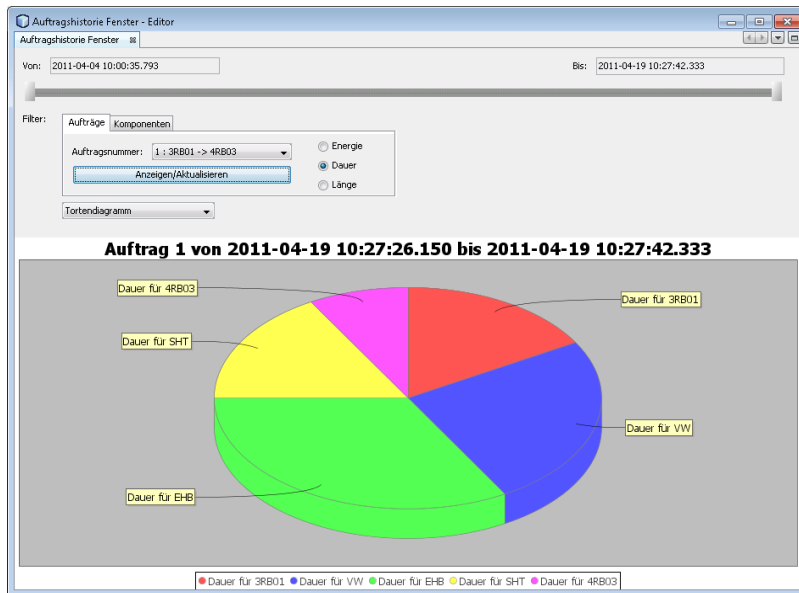 Auftragshistorie Fenster - Editor
Auftragshistorie Fenster
Von: 2011-04-04 10:00:35.793 Bis: 2011-04-19 10:27:42.333
Filter: Aufträge Komponenten
Auftragsnummer: 1 : 3RB01 -> 4RB03
Anzeigen/Aktualisieren
Energie
Dauer
Länge
Tortendiagramm
Auftrag 1 von 2011-04-19 10:27:26.150 bis 2011-04-19 10:27:42.333
Dauer für 4RB03
Dauer für 3RB01
Dauer für SHT
Dauer für VW
Dauer für EHB
Dauer für 3RB01 Dauer für VW Dauer für EHB Dauer für SHT Dauer für 4RB03